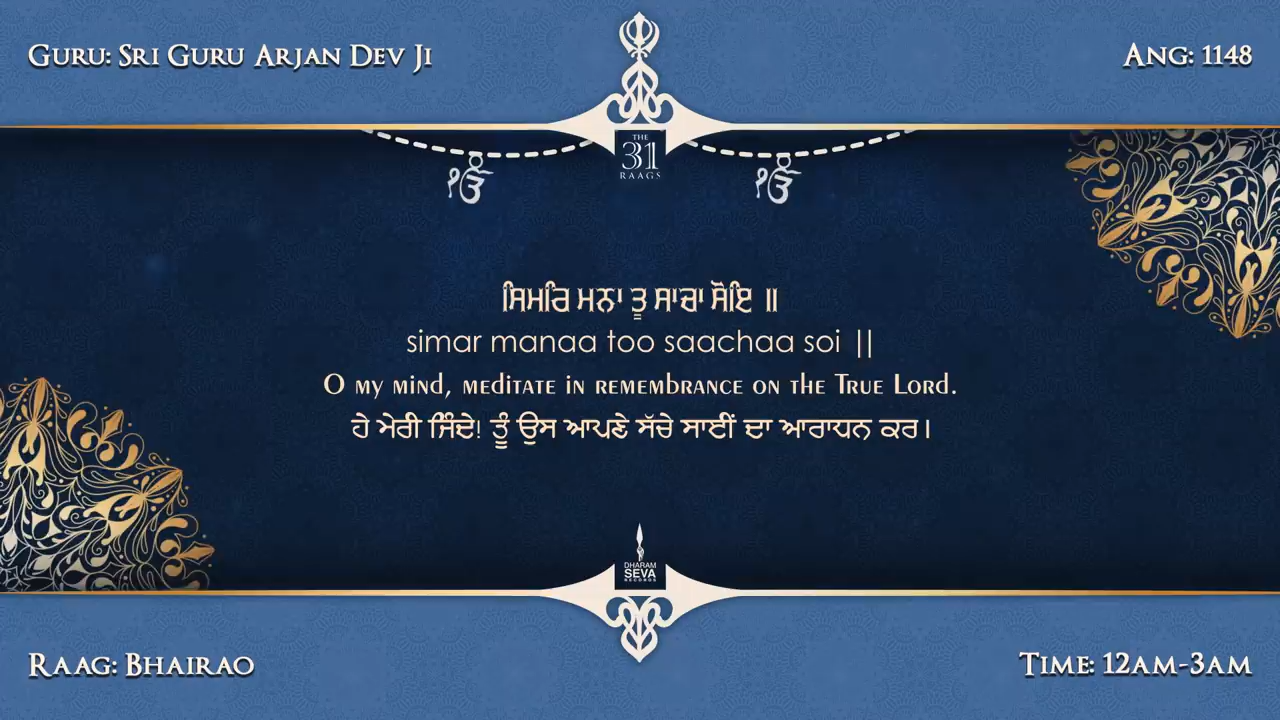 Guru: Sri Guru Arjan Dev Ji
Ang: 1148
THE
31
RAAGS
ੴ
ੴ
ਸਿਮਰਿ ਮਨਾ ਤੂ ਸਾਚਾ ਸੋਇ ॥
simar manaa too saachaa soi ||
O my mind, meditate in remembrance on the True Lord.
ਹੇ ਮੇਰੀ ਜਿੰਦੇ! ਤੂੰ ਉਸ ਆਪਣੇ ਸੱਚੇ ਸਾਈਂ ਦਾ ਆਰਾਧਨ ਕਰ।
DHARAM
SEVA
RECORDS
Raag: Bhairao
Time: 12am-3am